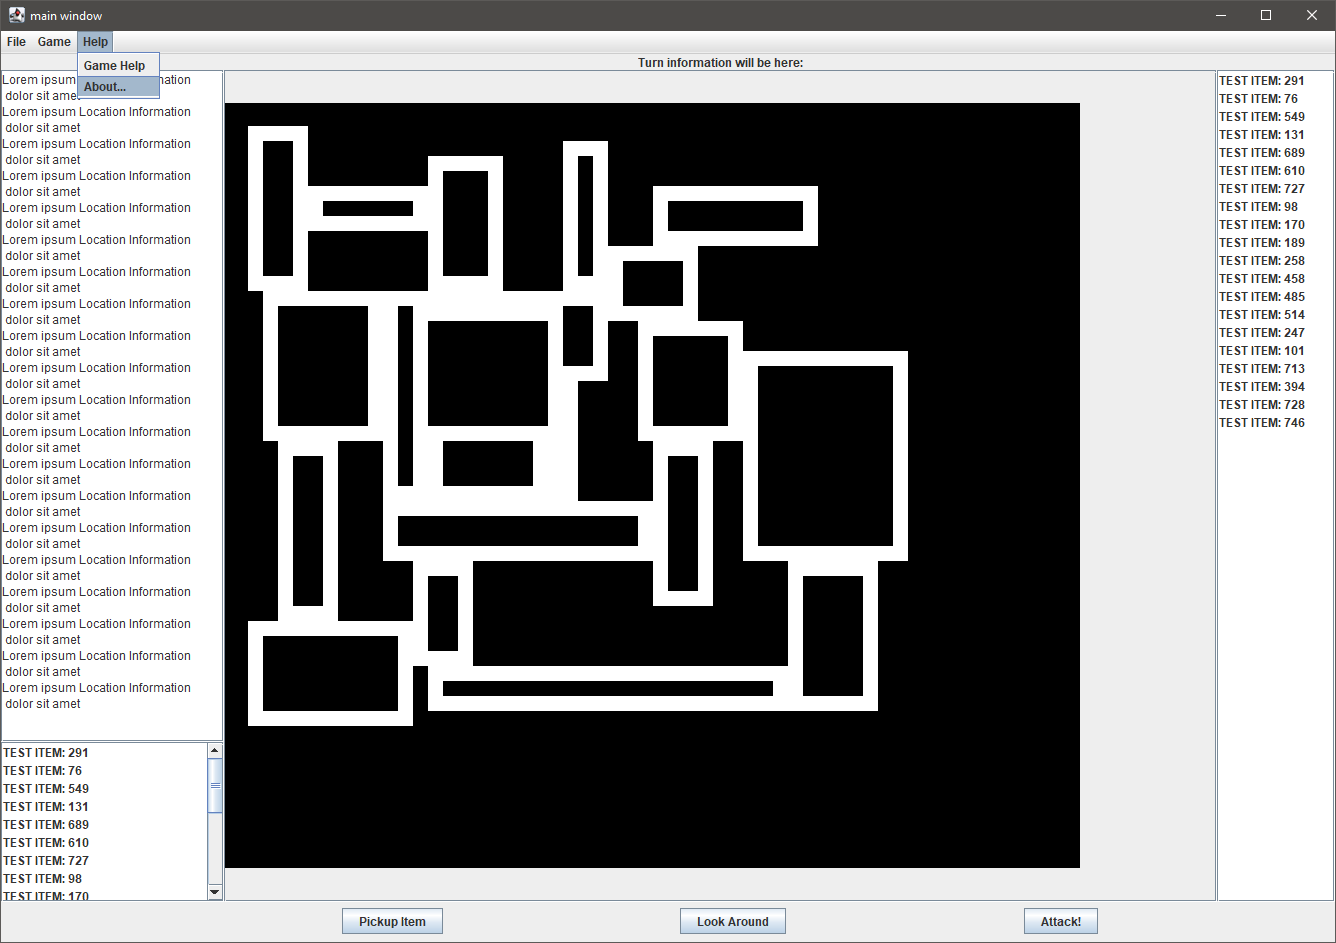 main window
File Game Help
Game Help
About...
Turn information will be here:
Lorem ipsum
ation
dolor sit amet
Lorem ipsum Location Information
dolor sit amet
Lorem ipsum Location Information
dolor sit amet
Lorem ipsum Location Information
dolor sit amet
Lorem ipsum Location Information
dolor sit amet
Lorem ipsum Location Information
dolor sit amet
Lorem ipsum Location Information
dolor sit amet
Lorem ipsum Location Information
dolor sit amet
Lorem ipsum Location Information
dolor sit amet
Lorem ipsum Location Information
dolor sit amet
Lorem ipsum Location Information
dolor sit amet
Lorem ipsum Location Information
dolor sit amet
Lorem ipsum Location Information
dolor sit amet
Lorem ipsum Location Information
dolor sit amet
Lorem ipsum Location Information
dolor sit amet
Lorem ipsum Location Information
dolor sit amet
Lorem ipsum Location Information
dolor sit amet
Lorem ipsum Location Information
dolor sit amet
Lorem ipsum Location Information
dolor sit amet
Lorem ipsum Location Information
dolor sit amet
TEST ITEM: 291
TEST ITEM: 76
TEST ITEM: 549
TEST ITEM: 131
TEST ITEM: 689
TEST ITEM: 610
TEST ITEM: 727
TEST ITEM: 98
TEST ITEM: 170
TEST ITEM: 291
TEST ITEM: 76
TEST ITEM: 549
TEST ITEM: 131
TEST ITEM: 689
TEST ITEM: 610
TEST ITEM: 727
TEST ITEM: 98
TEST ITEM: 170
TEST ITEM: 189
TEST ITEM: 258
TEST ITEM: 458
TEST ITEM: 485
TEST ITEM: 514
TEST ITEM: 247
TEST ITEM: 101
TEST ITEM: 713
TEST ITEM: 394
TEST ITEM: 728
TEST ITEM: 746
Pickup Item
Look Around
Attack!